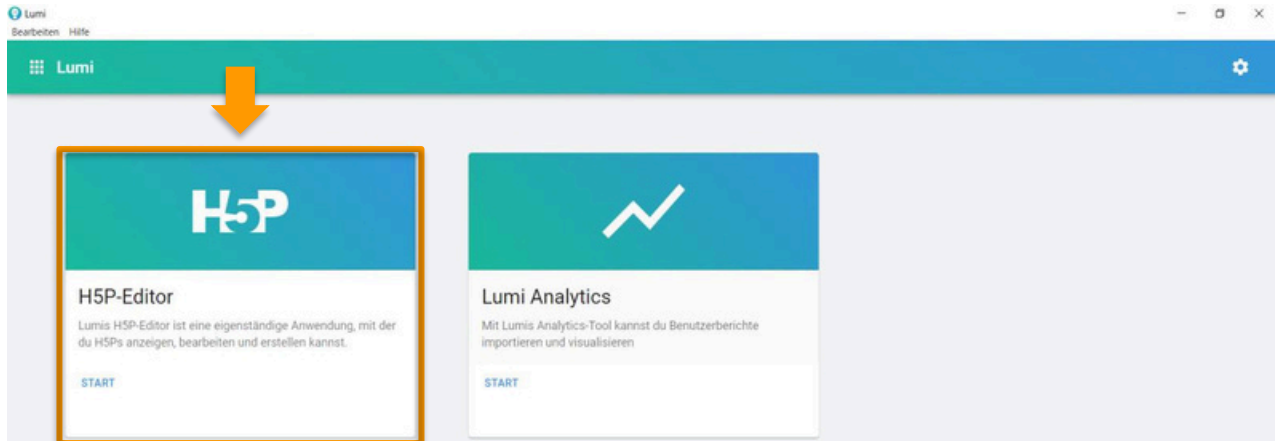 Lumi
Bearbeiten Hilfe
Lumi
H5P
H5P-Editor
Lumis H5P-Editor ist eine eigenständige Anwendung, mit der
du H5Ps anzeigen, bearbeiten und erstellen kannst.
START
Lumi Analytics
Mit Lumis Analytics-Tool kannst du Benutzerberichte
importieren und visualisieren
START